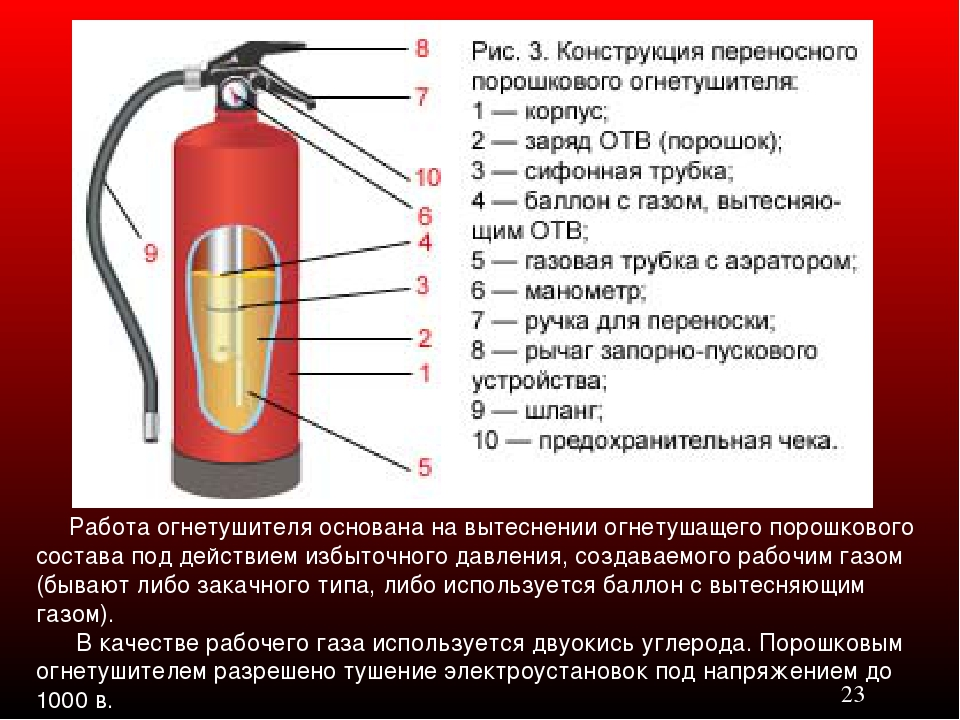 8
7
10
6
4
3
2
1
5
9
Рис. 3. Конструкция переносного
порошкового огнетушителя:
1 — корпус;
2 — заряд ОТВ (порошок);
3 — сифонная трубка;
4 — баллон с газом, вытесняю-
щим ОТВ;
5 — газовая трубка с аэратором;
6 — манометр;
7 — ручка для переноски;
8 — рычаг запорно-пускового
устройства;
9 — шланг;
10 — предохранительная чека.
Работа огнетушителя основана на вытеснении огнетушащего порошкового
состава под действием избыточного давления, создаваемого рабочим газом
(бывают либо закачного типа, либо используется баллон с вытесняющим
газом).
В качестве рабочего газа используется двуокись углерода. Порошковым
огнетушителем разрешено тушение электроустановок под напряжением до
1000 в.
23